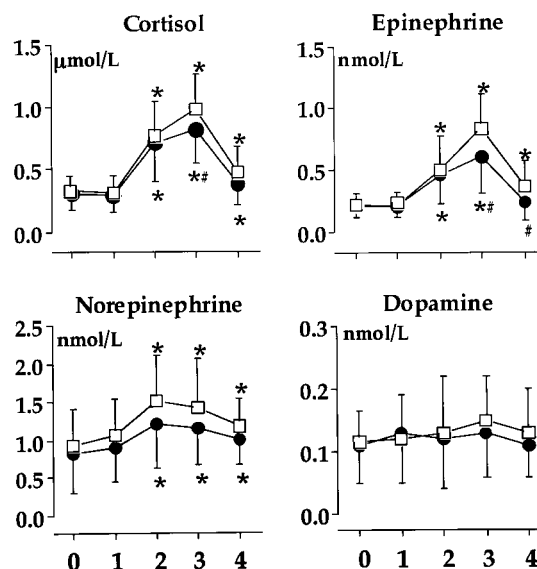 Cortisol
Epinephrine
1.5
µmol/L
1.0
0.5
0.0
* * *
* *# *
1.5
nmol/L
1.0
0.5
0.0
* * *
* *# #
Norepinephrine
Dopamine
2.5
nmol/L
2.0
1.5
1.0
0.5
0.0
* * *
* * *
0 1 2 3 4
0.3
nmol/L
0.2
0.1
0.0
0 1 2 3 4